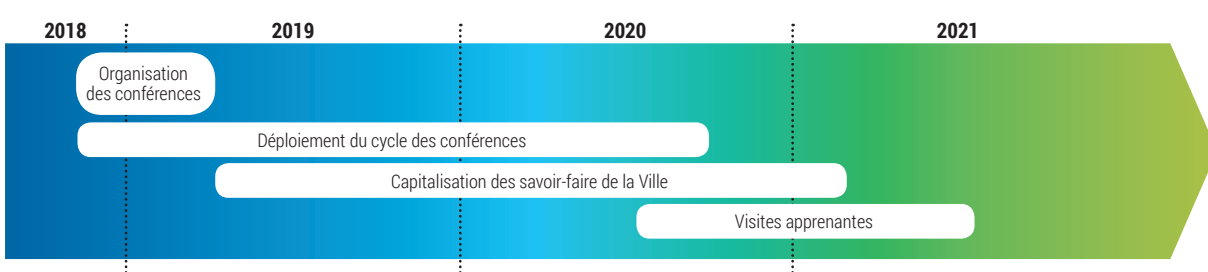 2018 2019 2020 2021
Organisation
des conférences
Déploiement du cycle des conférences
Capitalisation des savoir-faire de la Ville
Visites apprenantes